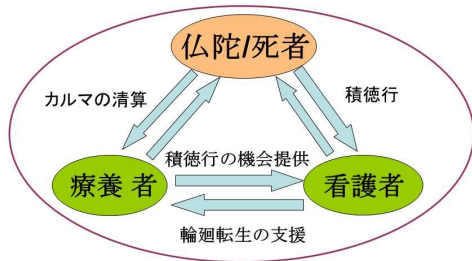 仏陀/死者
カルマの清算
積徳行
積徳行の機会提供
療養 者
看護者
輪廻転生の支援